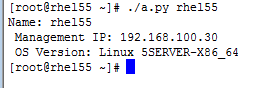 [root@rhel55 ~]# ./a.py rhel55
Name: rhel55
 Management IP: 192.168.100.30
 OS Version: Linux 5SERVER-X86_64
[root@rhel55 ~]#